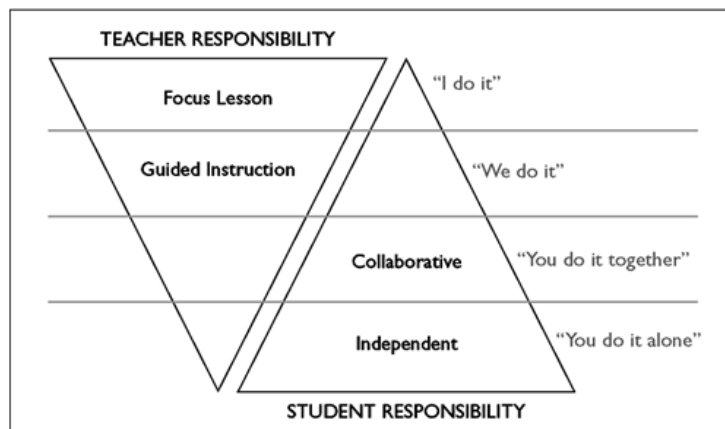 TEACHER RESPONSIBILITY
Focus Lesson
“I do it”
Guided Instruction
“We do it”
Collaborative
“You do it together”
Independent
“You do it alone”
STUDENT RESPONSIBILITY